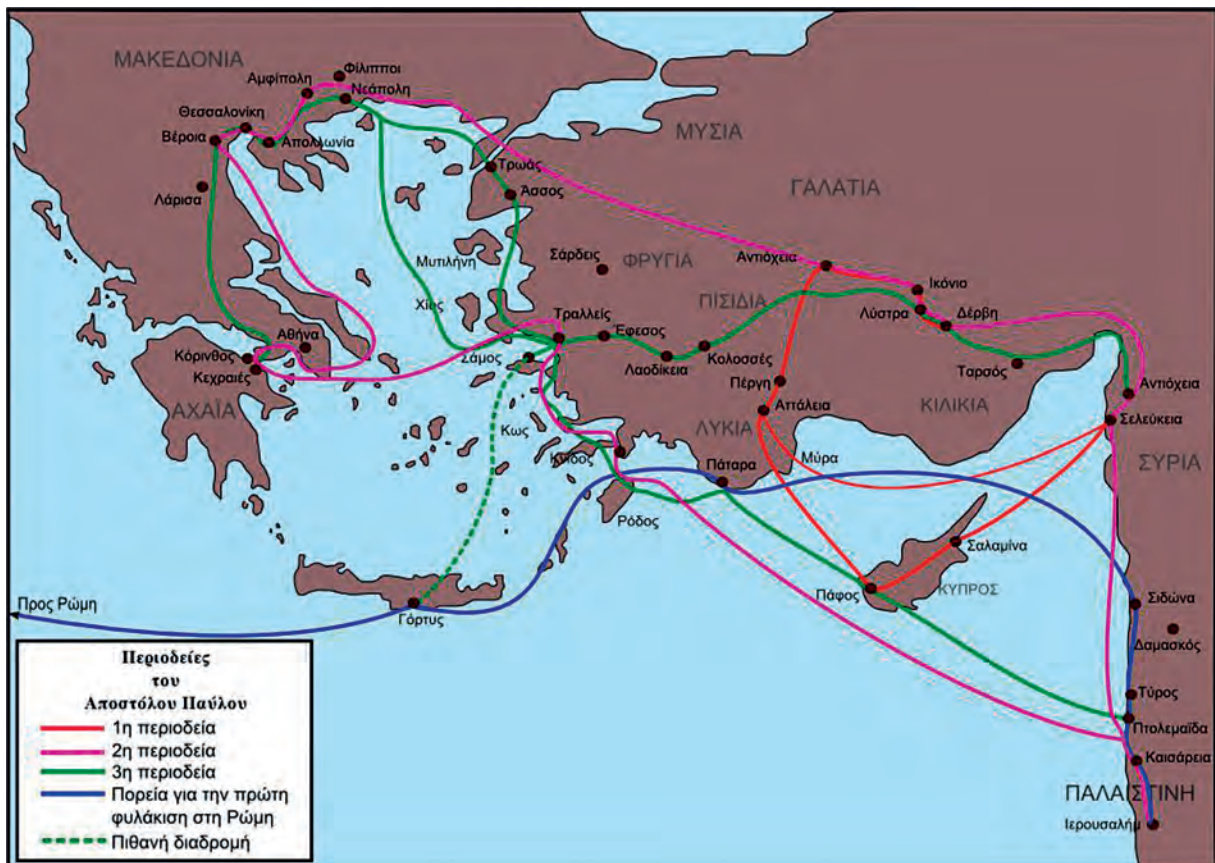 ΜΑΚΕΔΟΝΙΑ
Φίλιπποι
Αμφίπολη
Νεάπολη
Θεσσαλονίκη
Βέροια
Απολλωνία
ΜΥΣΙΑ
Τρωάς
Άσσος
Λάρισα
ΓΑΛΑΤΙΑ
Μυτιλήνη
Σάρδεις
ΦΡΥΓΙΑ
Αντιόχεια
Ικόνιο
Χίος
ΠΙΣΙΔΙΑ
Λύστρα
Δέρβη
Τραλλείς
Έφεσος
Αθήνα
Κόρινθος
Σάμος
Λαοδίκεια
Κολοσσές
Ταρσός
Κεχραιές
Πέργη
Αντιόχεια
ΑΧΑΪΑ
Ατιάλεια
ΚΙΛΙΚΙΑ
Σελεύκεια
Κως
ΛΥΚΙΑ
Κνίδος
Πάταρα
Μύρα
ΣΥΡΙΑ
Ρόδος
Σαλαμίνα
Πάφος
ΚΥΠΡΟΣ
Προς Ρώμη
Γόρτυς
Σιδώνα
Δαμασκός
Τύρος
Πτολεμαΐδα
Καισάρεια
ΠΑΛΑΙΣΤΙΝΗ
Ιερουσαλήμ
Περιοδείες
του
Αποστόλου Παύλου
1η περιοδεία
2η περιοδεία
3η περιοδεία
Πορεία για την πρώτη
φυλάκιση στη Ρώμη
Πιθανή διαδρομή